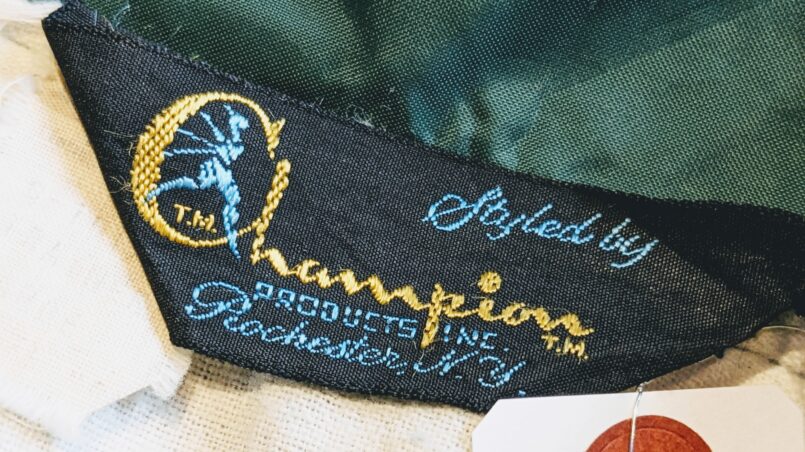 Styled by
T.M.
Champion
T.M.
PRODUCTS INC.
Rochester, N.Y.